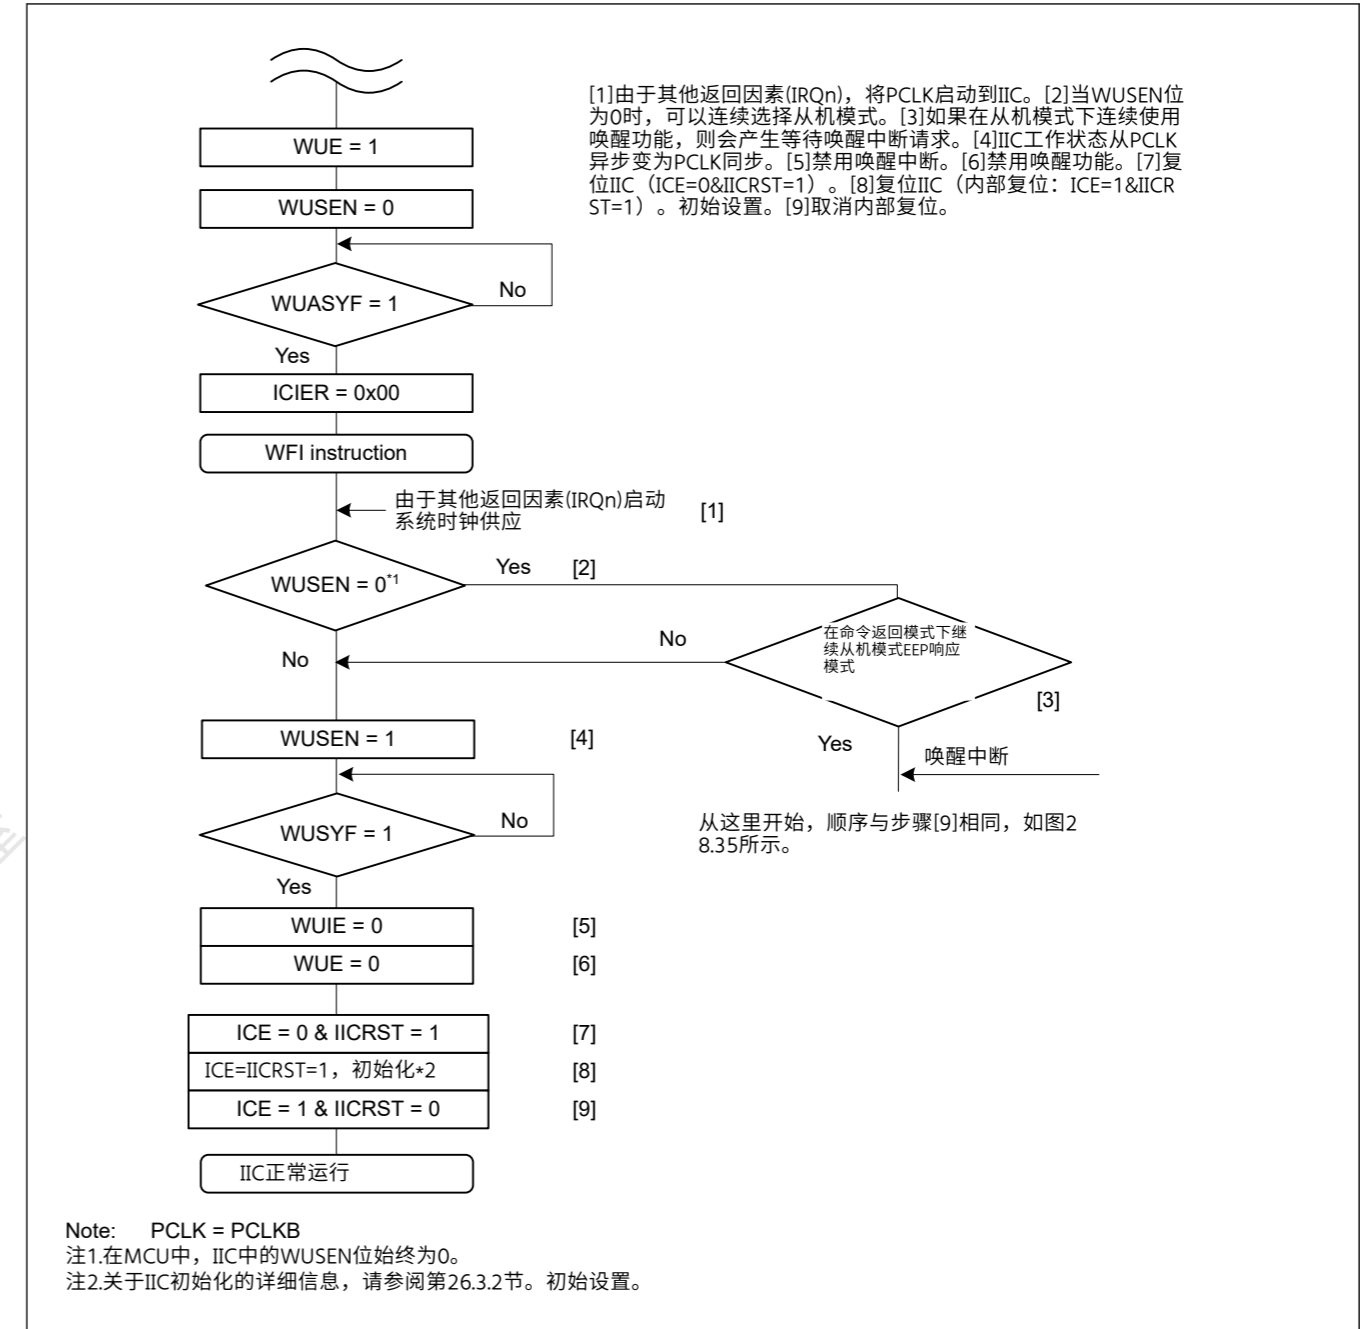 [1]由于其他返回因素(IRQn)，将PCLK启动到IIC。[2]当WUSEN位
为0时，可以连续选择从机模式。[3]如果在从机模式下连续使用
唤醒功能，则会产生等待唤醒中断请求。[4]IIC工作状态从PCLK
异步变为PCLK同步。[5]禁用唤醒中断。[6]禁用唤醒功能。[7]复
位IIC（ICE=0&IICRST=1）。[8]复位IIC（内部复位：ICE=1&IICR
ST=1）。初始设置。[9]取消内部复位。
WUE = 1
WUSEN = 0
WUASYF = 1
No
Yes
ICIER = 0x00
WFI instruction
由于其他返回因素(IRQn)启动
系统时钟供应
[1]
WUSEN = 0*1
Yes
[2]
在命令返回模式下继
续从机模式EEP响应
模式
No
No
[3]
WUSEN = 1
[4]
Yes
唤醒中断
WUSYF = 1
No
从这里开始，顺序与步骤[9]相同，如图2
8.35所示。
Yes
WUIE = 0
[5]
WUE = 0
[6]
ICE = 0 & IICRST = 1
[7]
ICE=IICRST=1，初始化*2
[8]
ICE = 1 & IICRST = 0
[9]
IIC正常运行
Note: PCLK = PCLKB
注1.在MCU中，IIC中的WUSEN位始终为0。
注2.关于IIC初始化的详细信息，请参阅第26.3.2节。初始设置。